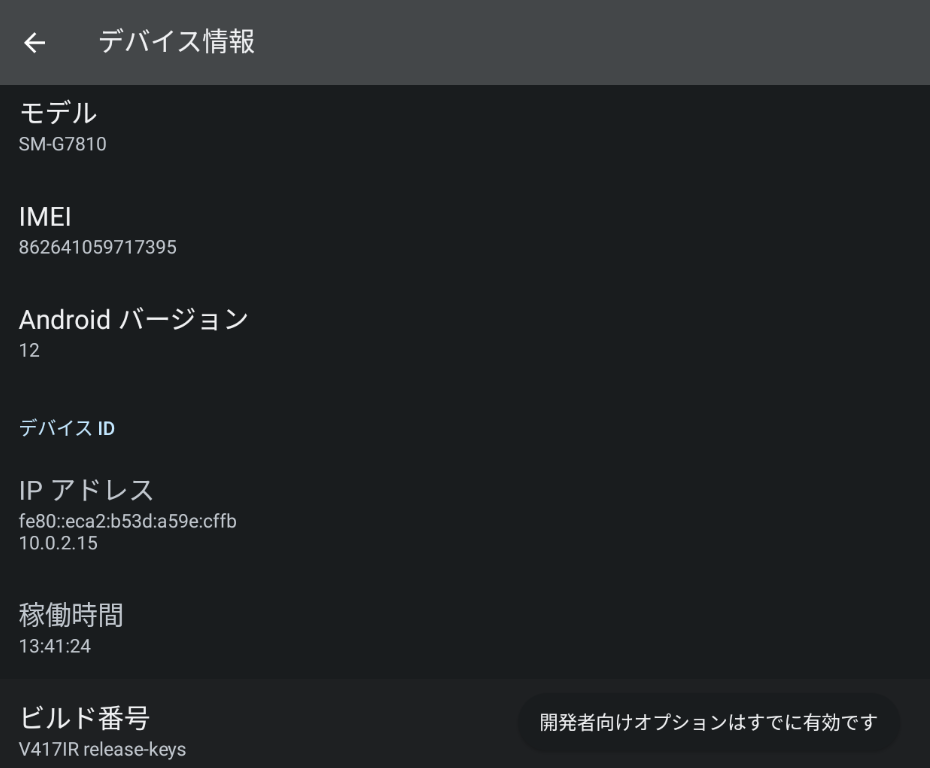 デバイス情報
モデル
SM-G7810
IMEI
862641059717395
Android バージョン
12
デバイス ID
IP アドレス
fe80::eca2:b53d:a59e:cffb
10.0.2.15
稼働時間
13:41:24
ビルド番号
V417IR release-keys
開発者向けオプションはすでに有効です